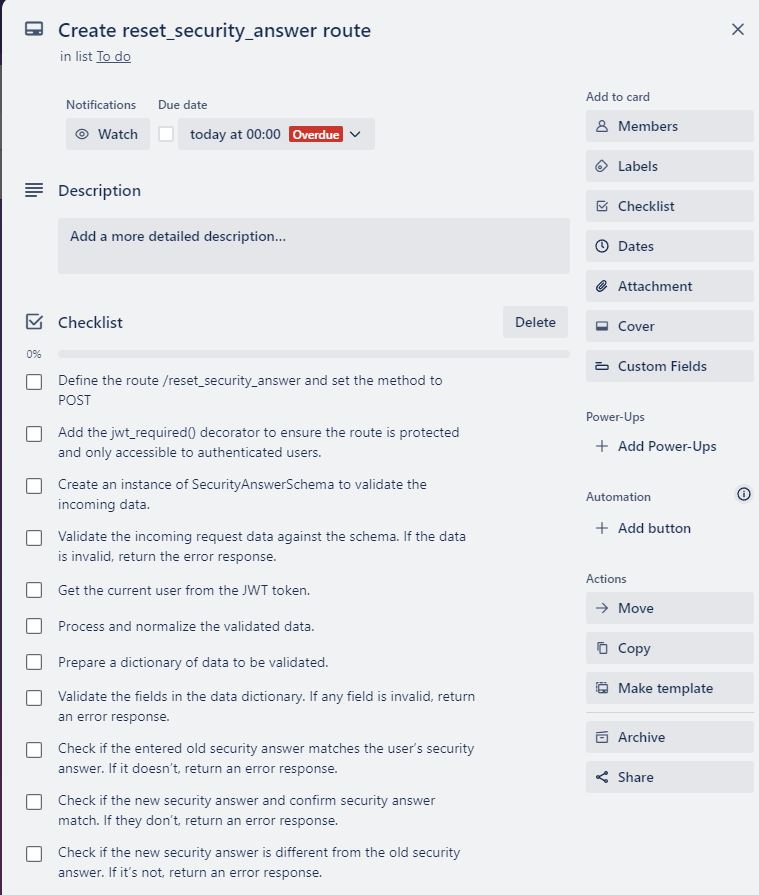 Create reset_security_answer route
in list To do
Notifications
Due date
Watch
today at 00:00 Overdue
Description
Add a more detailed description...
Checklist
Delete
0%
Define the route /reset_security_answer and set the method to
POST
Add the jwt_required() decorator to ensure the route is protected
and only accessible to authenticated users.
Create an instance of SecurityAnswerSchema to validate the
incoming data.
Validate the incoming request data against the schema. If the data
is invalid, return the error response.
Get the current user from the JWT token.
Process and normalize the validated data.
Prepare a dictionary of data to be validated.
Validate the fields in the data dictionary. If any field is invalid, return
an error response.
Check if the entered old security answer matches the user’s security
answer. If it doesn’t, return an error response.
Check if the new security answer and confirm security answer
match. If they don’t, return an error response.
Check if the new security answer is different from the old security
answer. If it’s not, return an error response.
Add to card
Members
Labels
Checklist
Dates
Attachment
Cover
Custom Fields
Power-Ups
Add Power-Ups
Automation
Add button
Actions
Move
Copy
Make template
Archive
Share